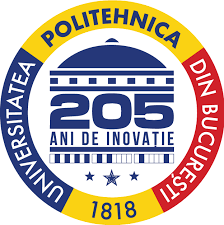 UNIVERSITATEA
POLITEHNICA
DIN BUCUREȘTI
205
ANI DE INOVAȚIE
1818